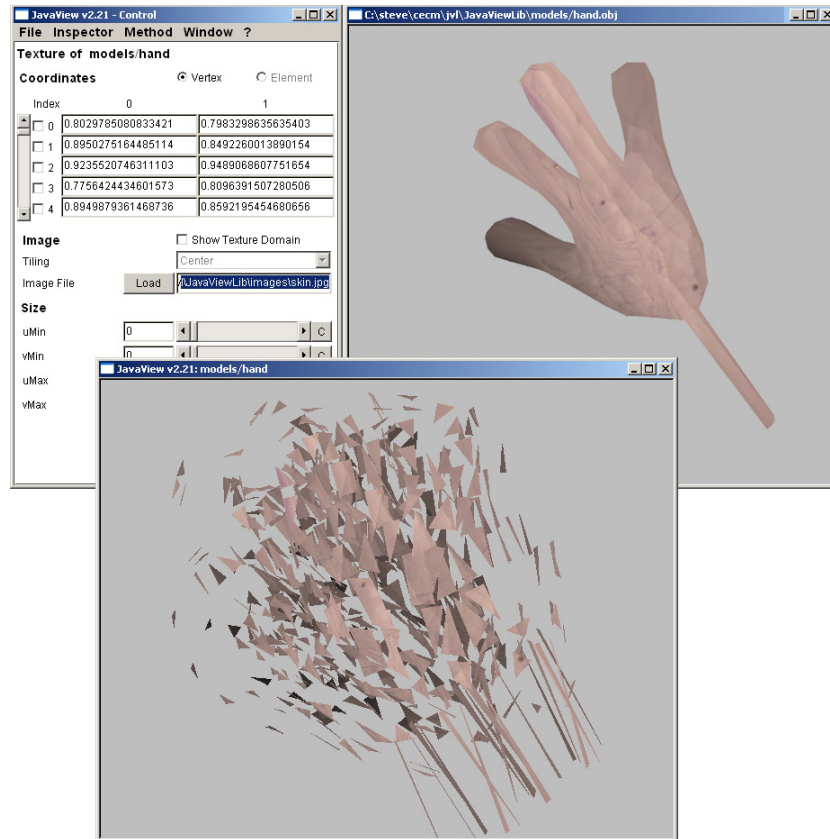 JavaView v2.21 - Control
File Inspector Method Window ?
Texture of models/hand
Coordinates Vertex Element
Index 0 1
0 0.8029785080833421 0.7983298635635403
1 0.8950275164485114 0.8492260013890154
2 0.9235520746311103 0.9489068607751654
3 0.7756424434601573 0.8096391507280506
4 0.8949879361468736 0.8592195454680656
Image Show Texture Domain
Tiling Center
Image File Load l\JavaViewLib\images\skin.jpg
Size
uMin 0 C
vMin 0 C
uMax
vMax
C:\steve\cecm\jvl\JavaViewLib\models/hand.obj
JavaView v2.21: models/hand